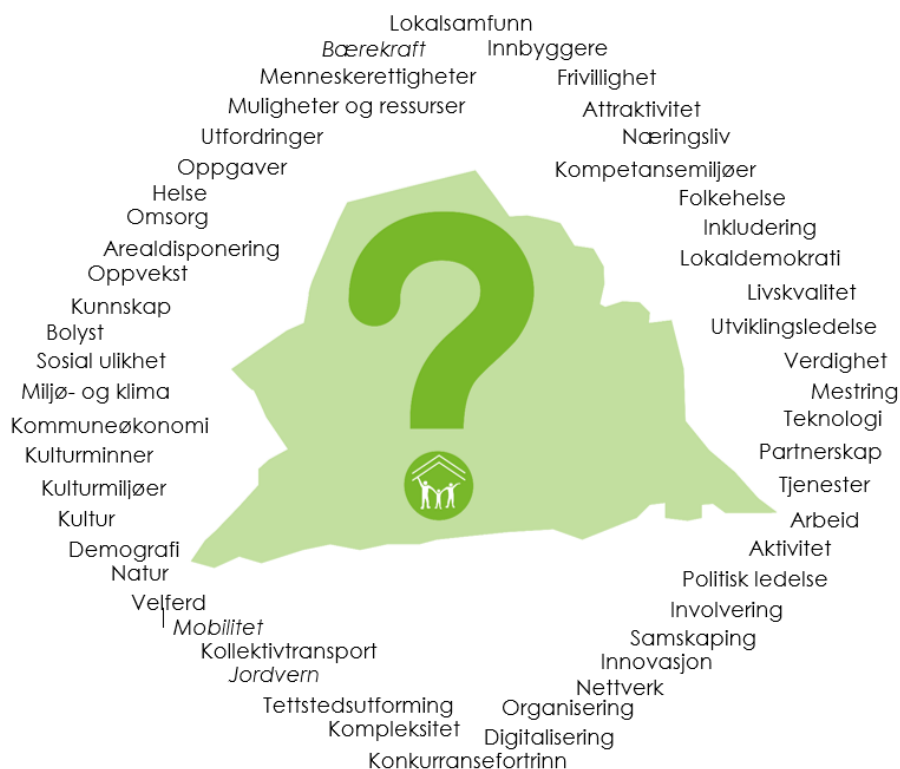 Lokalsamfunn
Bærekraft
Innbyggere
Menneskerettigheter
Frivillighet
Muligheter og ressurser
Attraktivitet
Utfordringer
Næringsliv
Oppgaver
Kompetansemiljøer
Helse
Folkehelse
Omsorg
Inkludering
Arealdisponering
Lokaldemokrati
Oppvekst
Livskvalitet
Kunnskap
Utviklingsledelse
Bolyst
Sosial ulikhet
Verdighet
Miljø- og klima
Mestring
Teknologi
Kommuneøkonomi
Partnerskap
Kulturminner
Tjenester
Kulturmiljøer
Kultur
Arbeid
Demografi
Aktivitet
Natur
Politisk ledelse
Velferd
Involvering
Mobilitet
Samskaping
Kollektivtransport
Innovasjon
Jordvern
Nettverk
Tettstedsutforming
Organisering
Kompleksitet
Digitalisering
Konkurransefortrinn
?